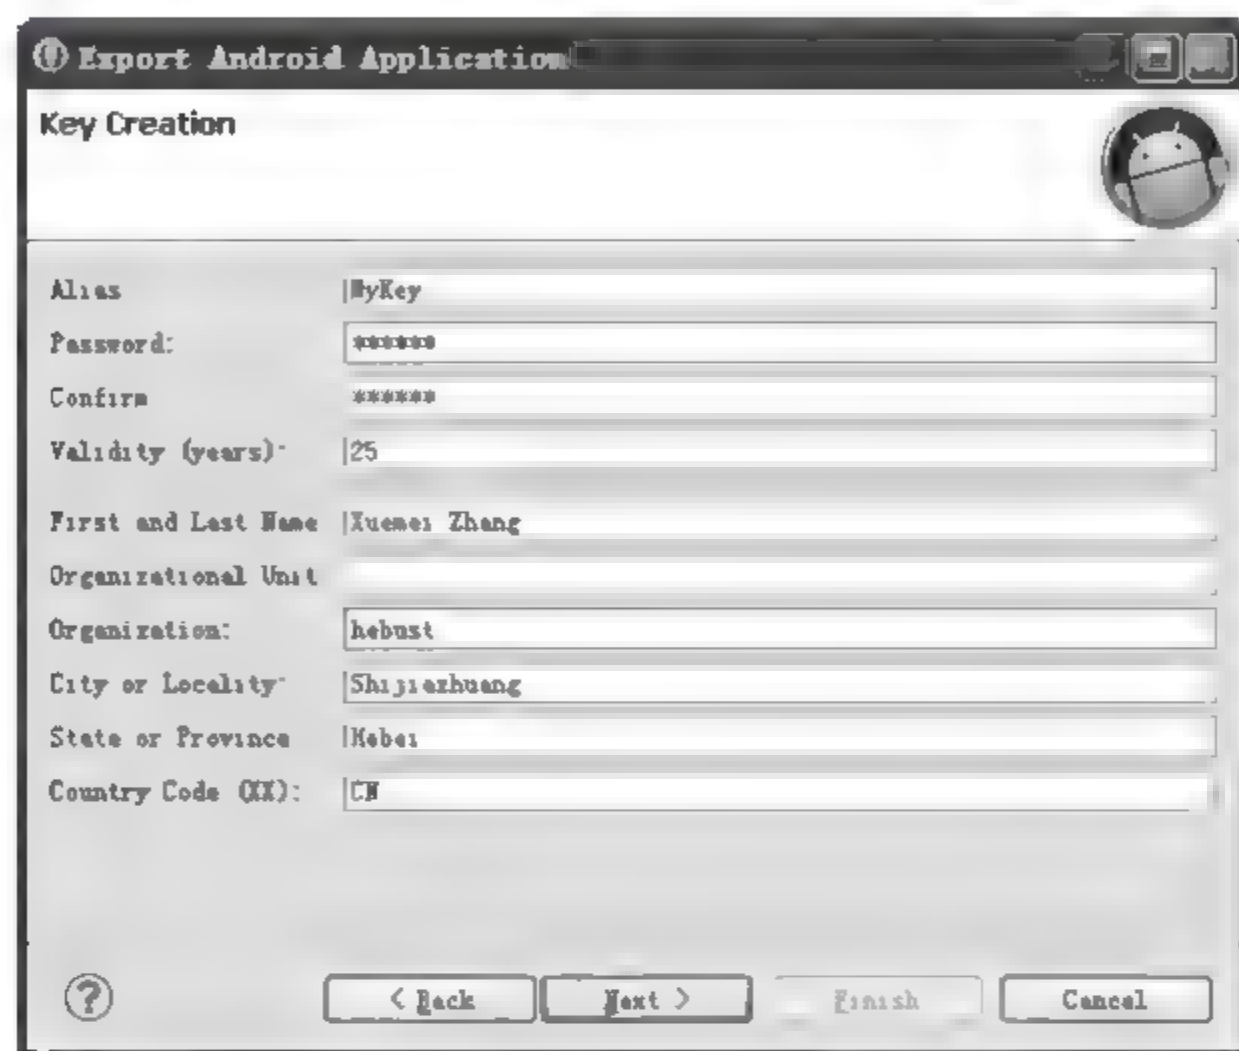 Export Android Application
Key Creation
Alias MyKey
Password: ******
Confirm ******
Validity (years): 25
First and Last Name Xuemei Zhang
Organizational Unit
Organization: hebust
City or Locality: Shijiazhuang
State or Province Hebei
Country Code (XX): CN
?
< Back Next > Finish Cancel